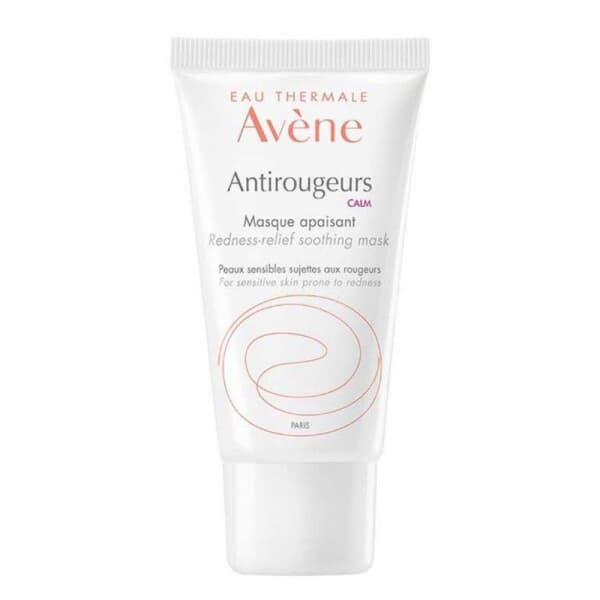 EAU THERMALE
Avène
Antirougeurs
CALM
Masque apaisant
Redness-relief soothing mask
Peaux sensibles sujettes aux rougeurs
For sensitive skin prone to redness
PARIS